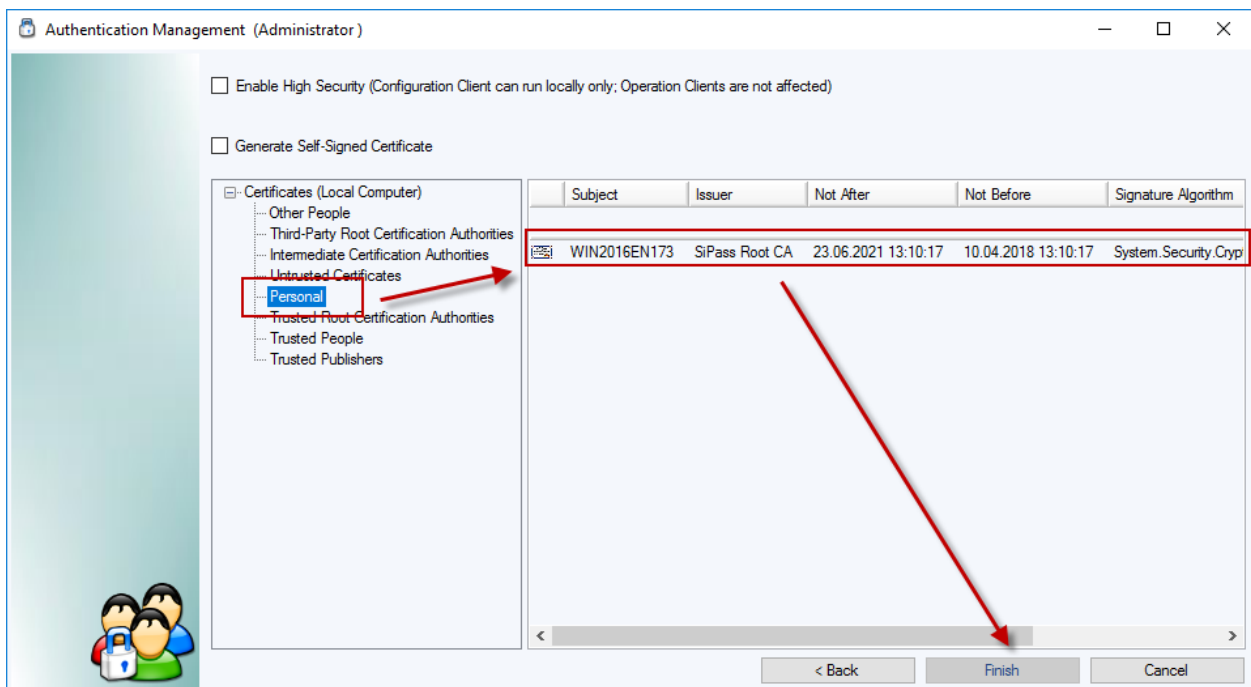 Authentication Management (Administrator )
Enable High Security (Configuration Client can run locally only; Operation Clients are not affected)
Generate Self-Signed Certificate
Certificates (Local Computer)
Other People
Third-Party Root Certification Authorities
Intermediate Certification Authorities
Untrusted Certificates
Personal
Trusted Root Certification Authorities
Trusted People
Trusted Publishers
Subject Issuer Not After Not Before Signature Algorithm
WIN2016EN173 SiPass Root CA 23.06.2021 13:10:17 10.04.2018 13:10:17 System.Security.Cryp
< Back Finish Cancel